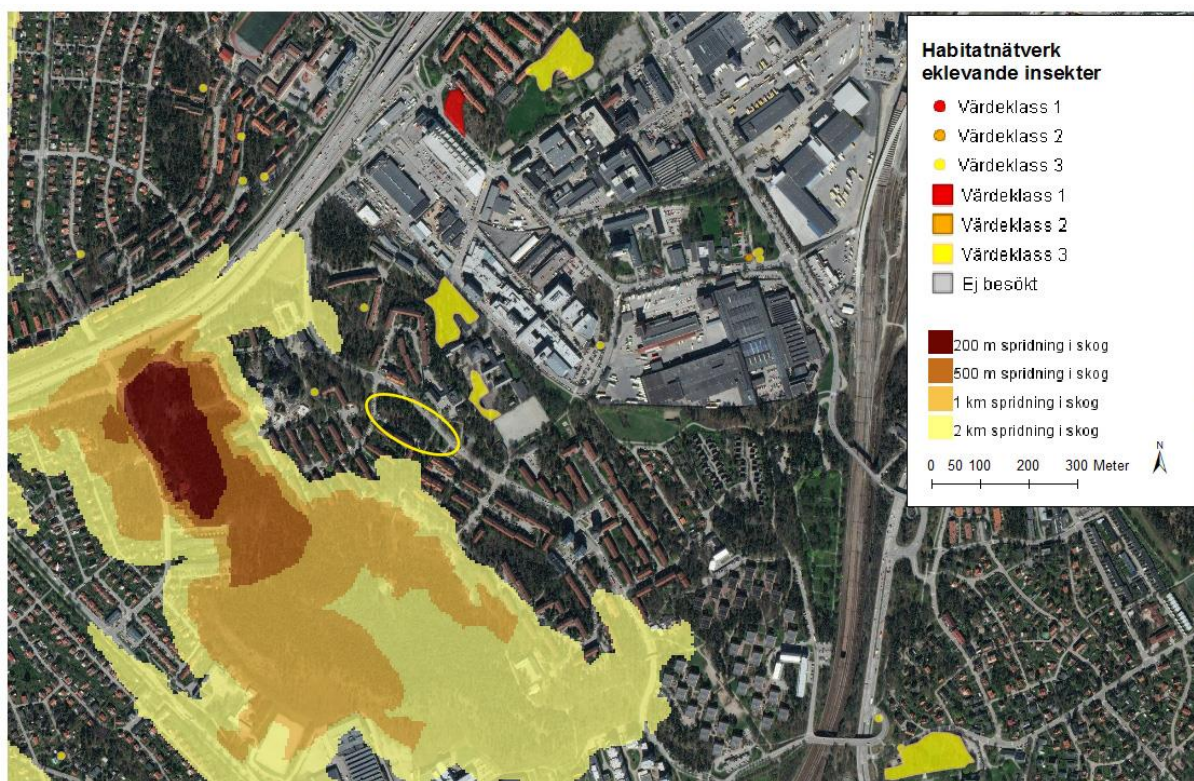 Habitatnätverk
eklevande insekter
Värdeklass 1
Värdeklass 2
Värdeklass 3
Värdeklass 1
Värdeklass 2
Värdeklass 3
Ej besökt
200 m spridning i skog
500 m spridning i skog
1 km spridning i skog
2 km spridning i skog
N
0 50 100 200 300 Meter